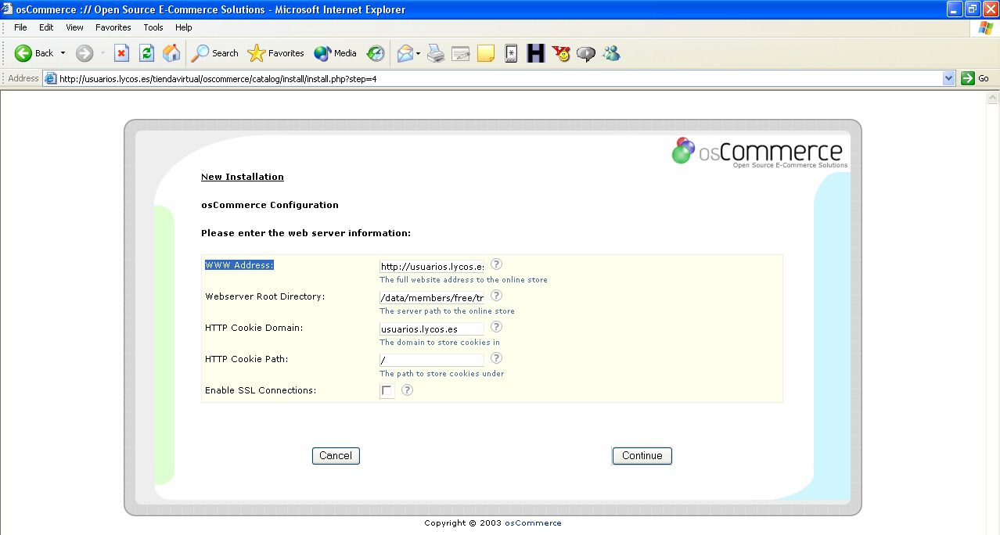 osCommerce :// Open Source E-Commerce Solutions - Microsoft Internet Explorer
File Edit View Favorites Tools Help
Back Search Favorites Media
Address http://usuarios.lycos.es/tiendavirtual/oscommerce/catalog/install/install.php?step=4 Go
osCommerce
Open Source E-Commerce Solutions
New Installation
osCommerce Configuration
Please enter the web server information:
WWW Address: http://usuarios.lycos.es ?
The full website address to the online store
Webserver Root Directory: /data/members/free/tr ?
The server path to the online store
HTTP Cookie Domain: usuarios.lycos.es ?
The domain to store cookies in
HTTP Cookie Path: / ?
The path to store cookies under
Enable SSL Connections: ?
Cancel Continue
Copyright © 2003 osCommerce